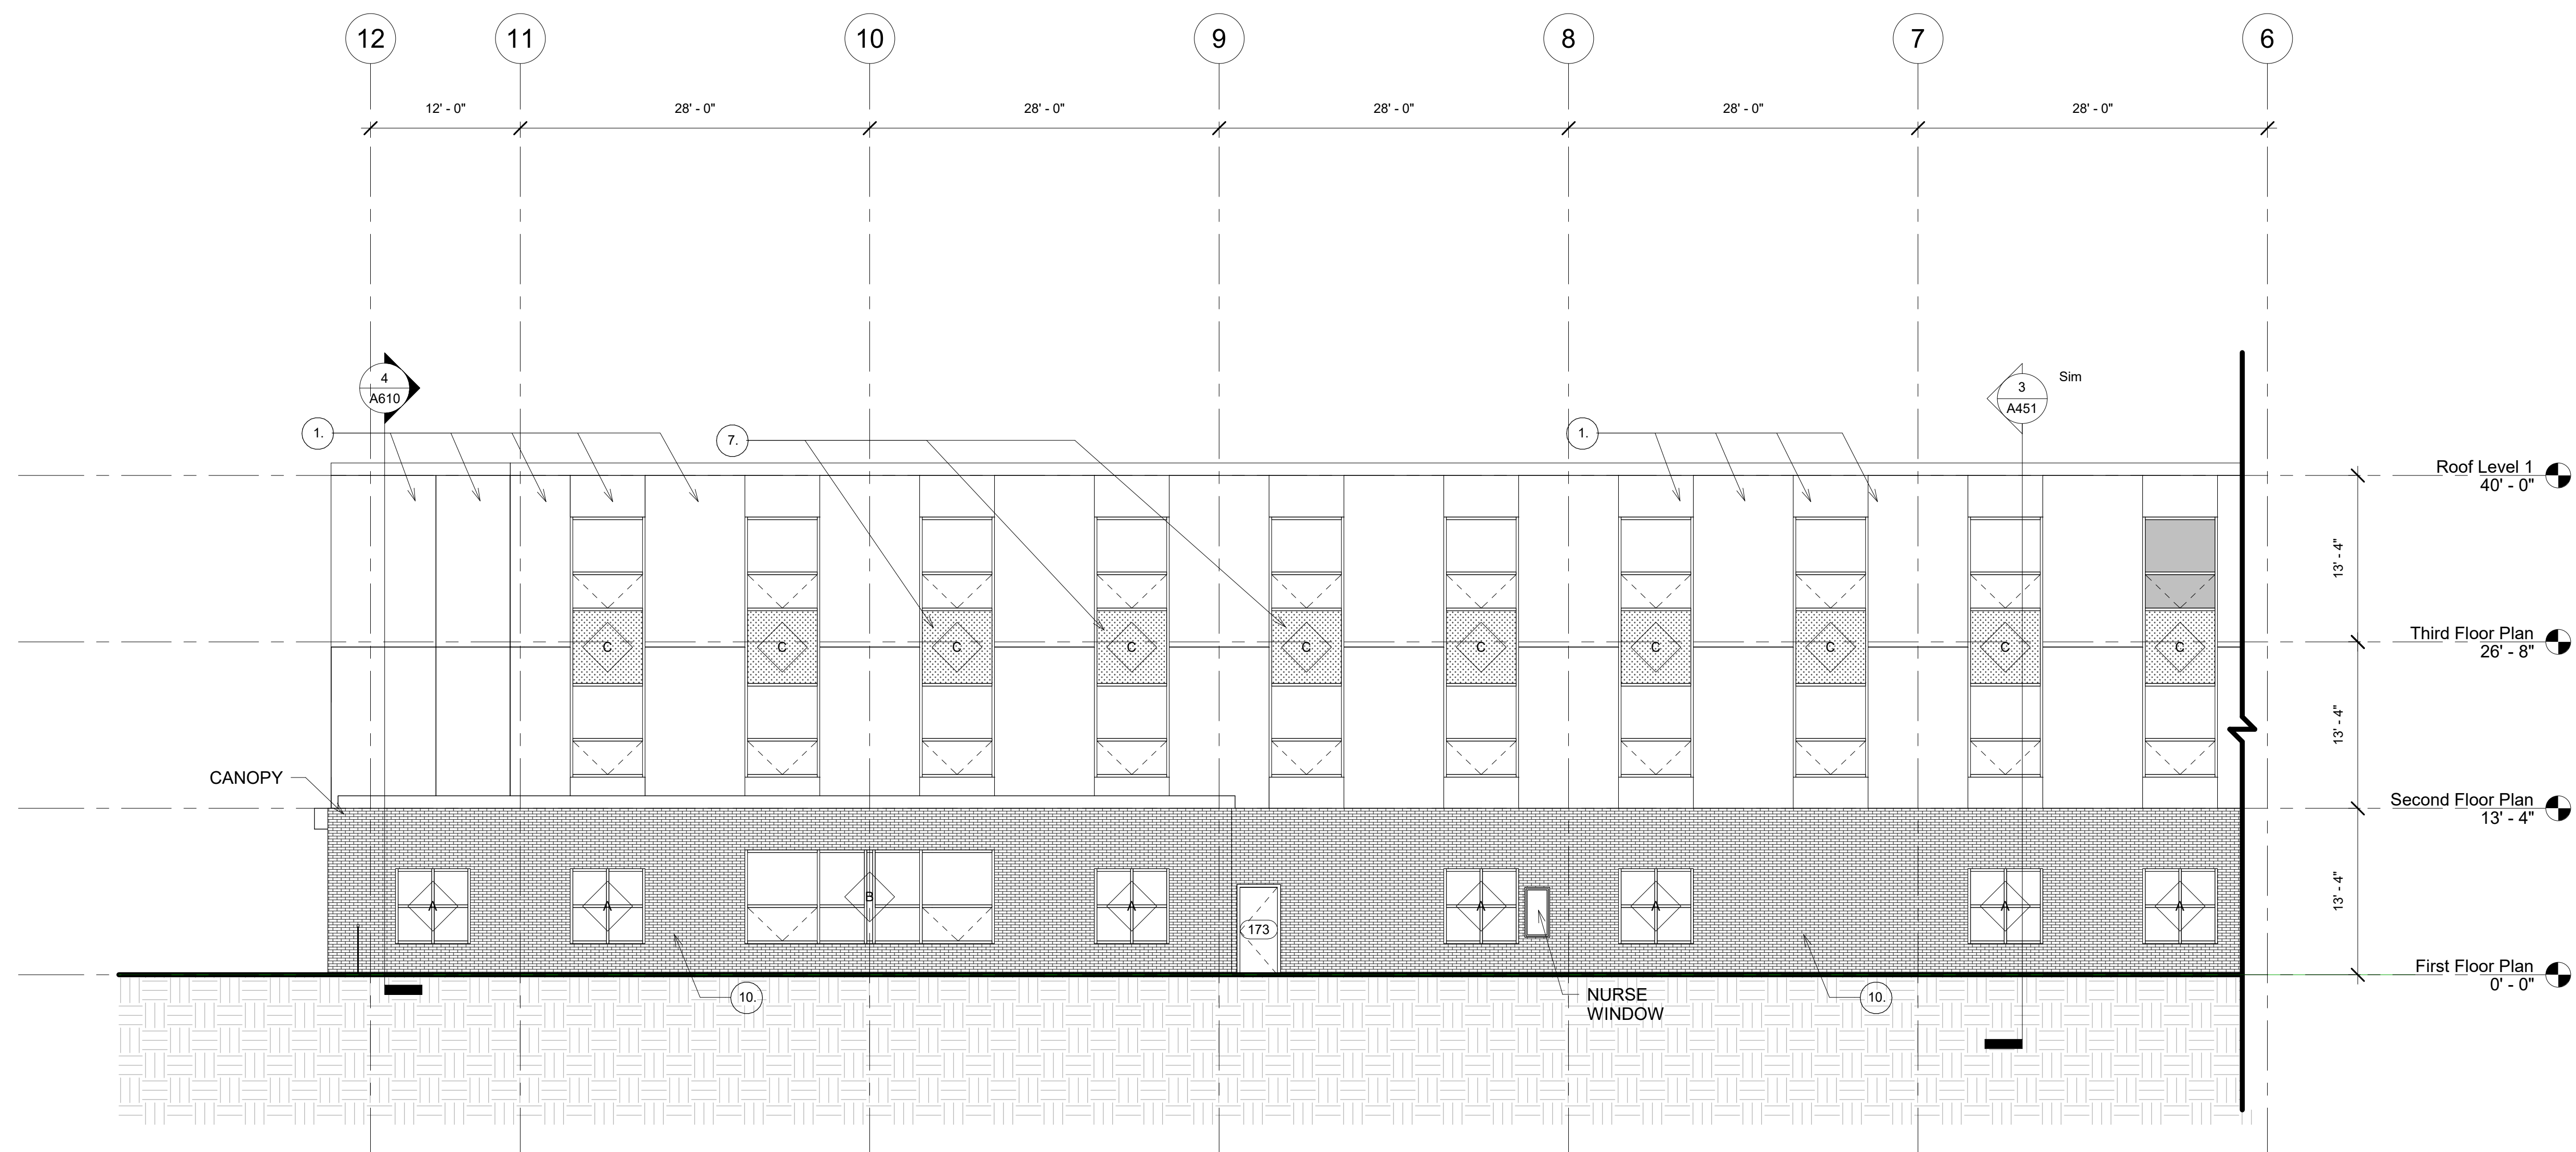 12 11 10 9 8 7 6
12' - 0" 28' - 0" 28' - 0" 28' - 0" 28' - 0" 28' - 0"
4
A610
3
A451
Sim
1. 7. 1.
Roof Level 1
40' - 0"
13' - 4"
Third Floor Plan
26' - 8"
C C C C C C C C C C
13' - 4"
CANOPY
Second Floor Plan
13' - 4"
13' - 4"
A A B A A A A A
173
First Floor Plan
0' - 0"
10. 10.
NURSE
WINDOW